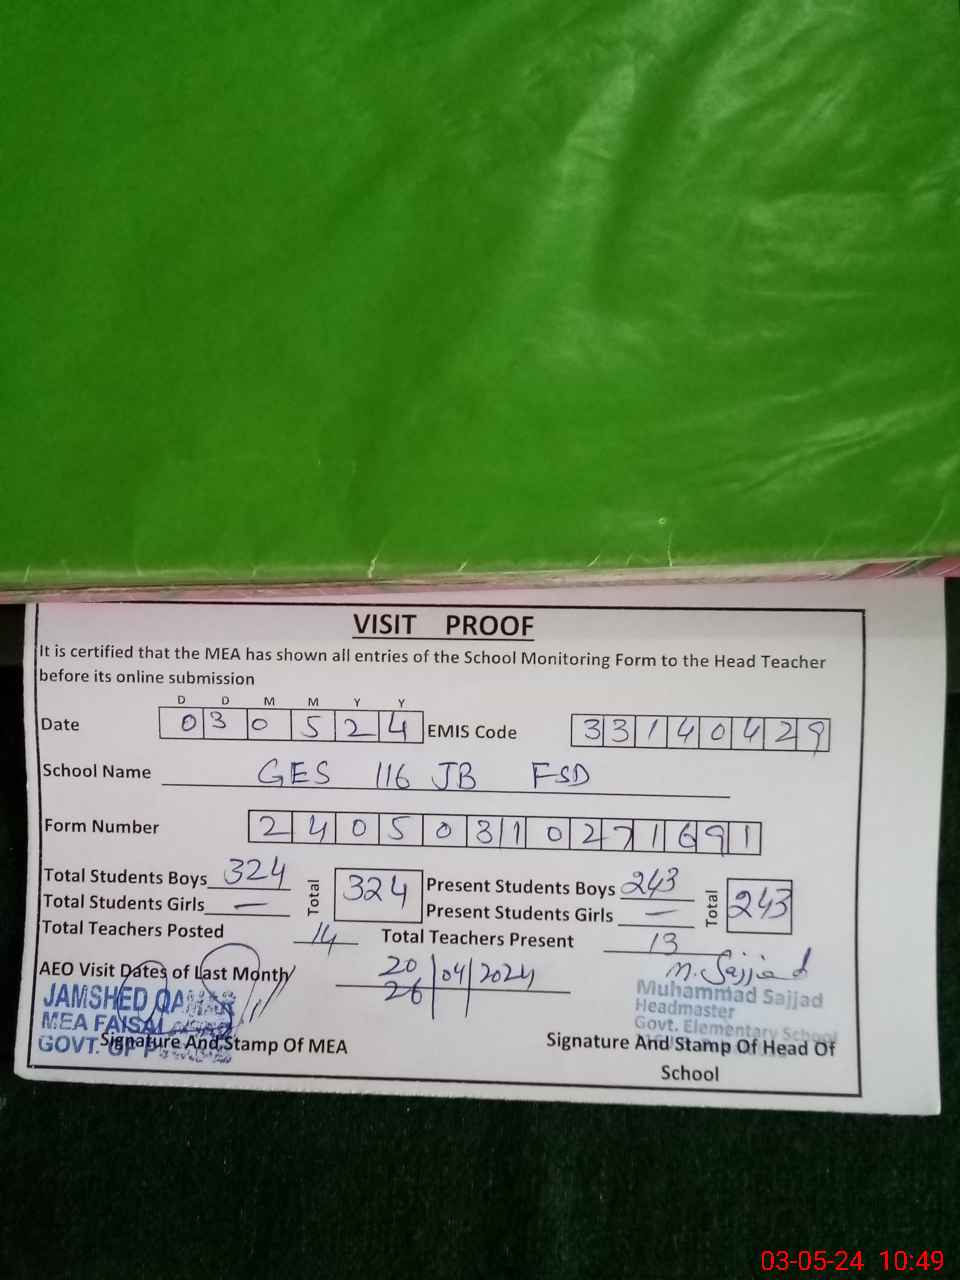 VISIT PROOF
It is certified that the MEA has shown all entries of the School Monitoring Form to the Head Teacher
before its online submission
D D M M Y Y
Date 0 3 0 5 2 4 EMIS Code 3 3 1 4 0 4 2 9
School Name GES 116 JB FSD
Form Number 2 4 0 5 0 3 1 0 2 7 1 6 9 1
Total Students Boys 324 Total 324 Present Students Boys 243 Total 243
Total Students Girls — Present Students Girls —
Total Teachers Posted 14 Total Teachers Present 13
AEO Visit Dates of Last Month 20 / 26 | 04 | 2024
M. Sajjad
JAMSHED
MEA
GOVT. OF
Signature And Stamp Of MEA
Muhammad Sajjad
Headmaster
Govt. Elementary School
Signature And Stamp Of Head Of
School
03-05-24 10:49